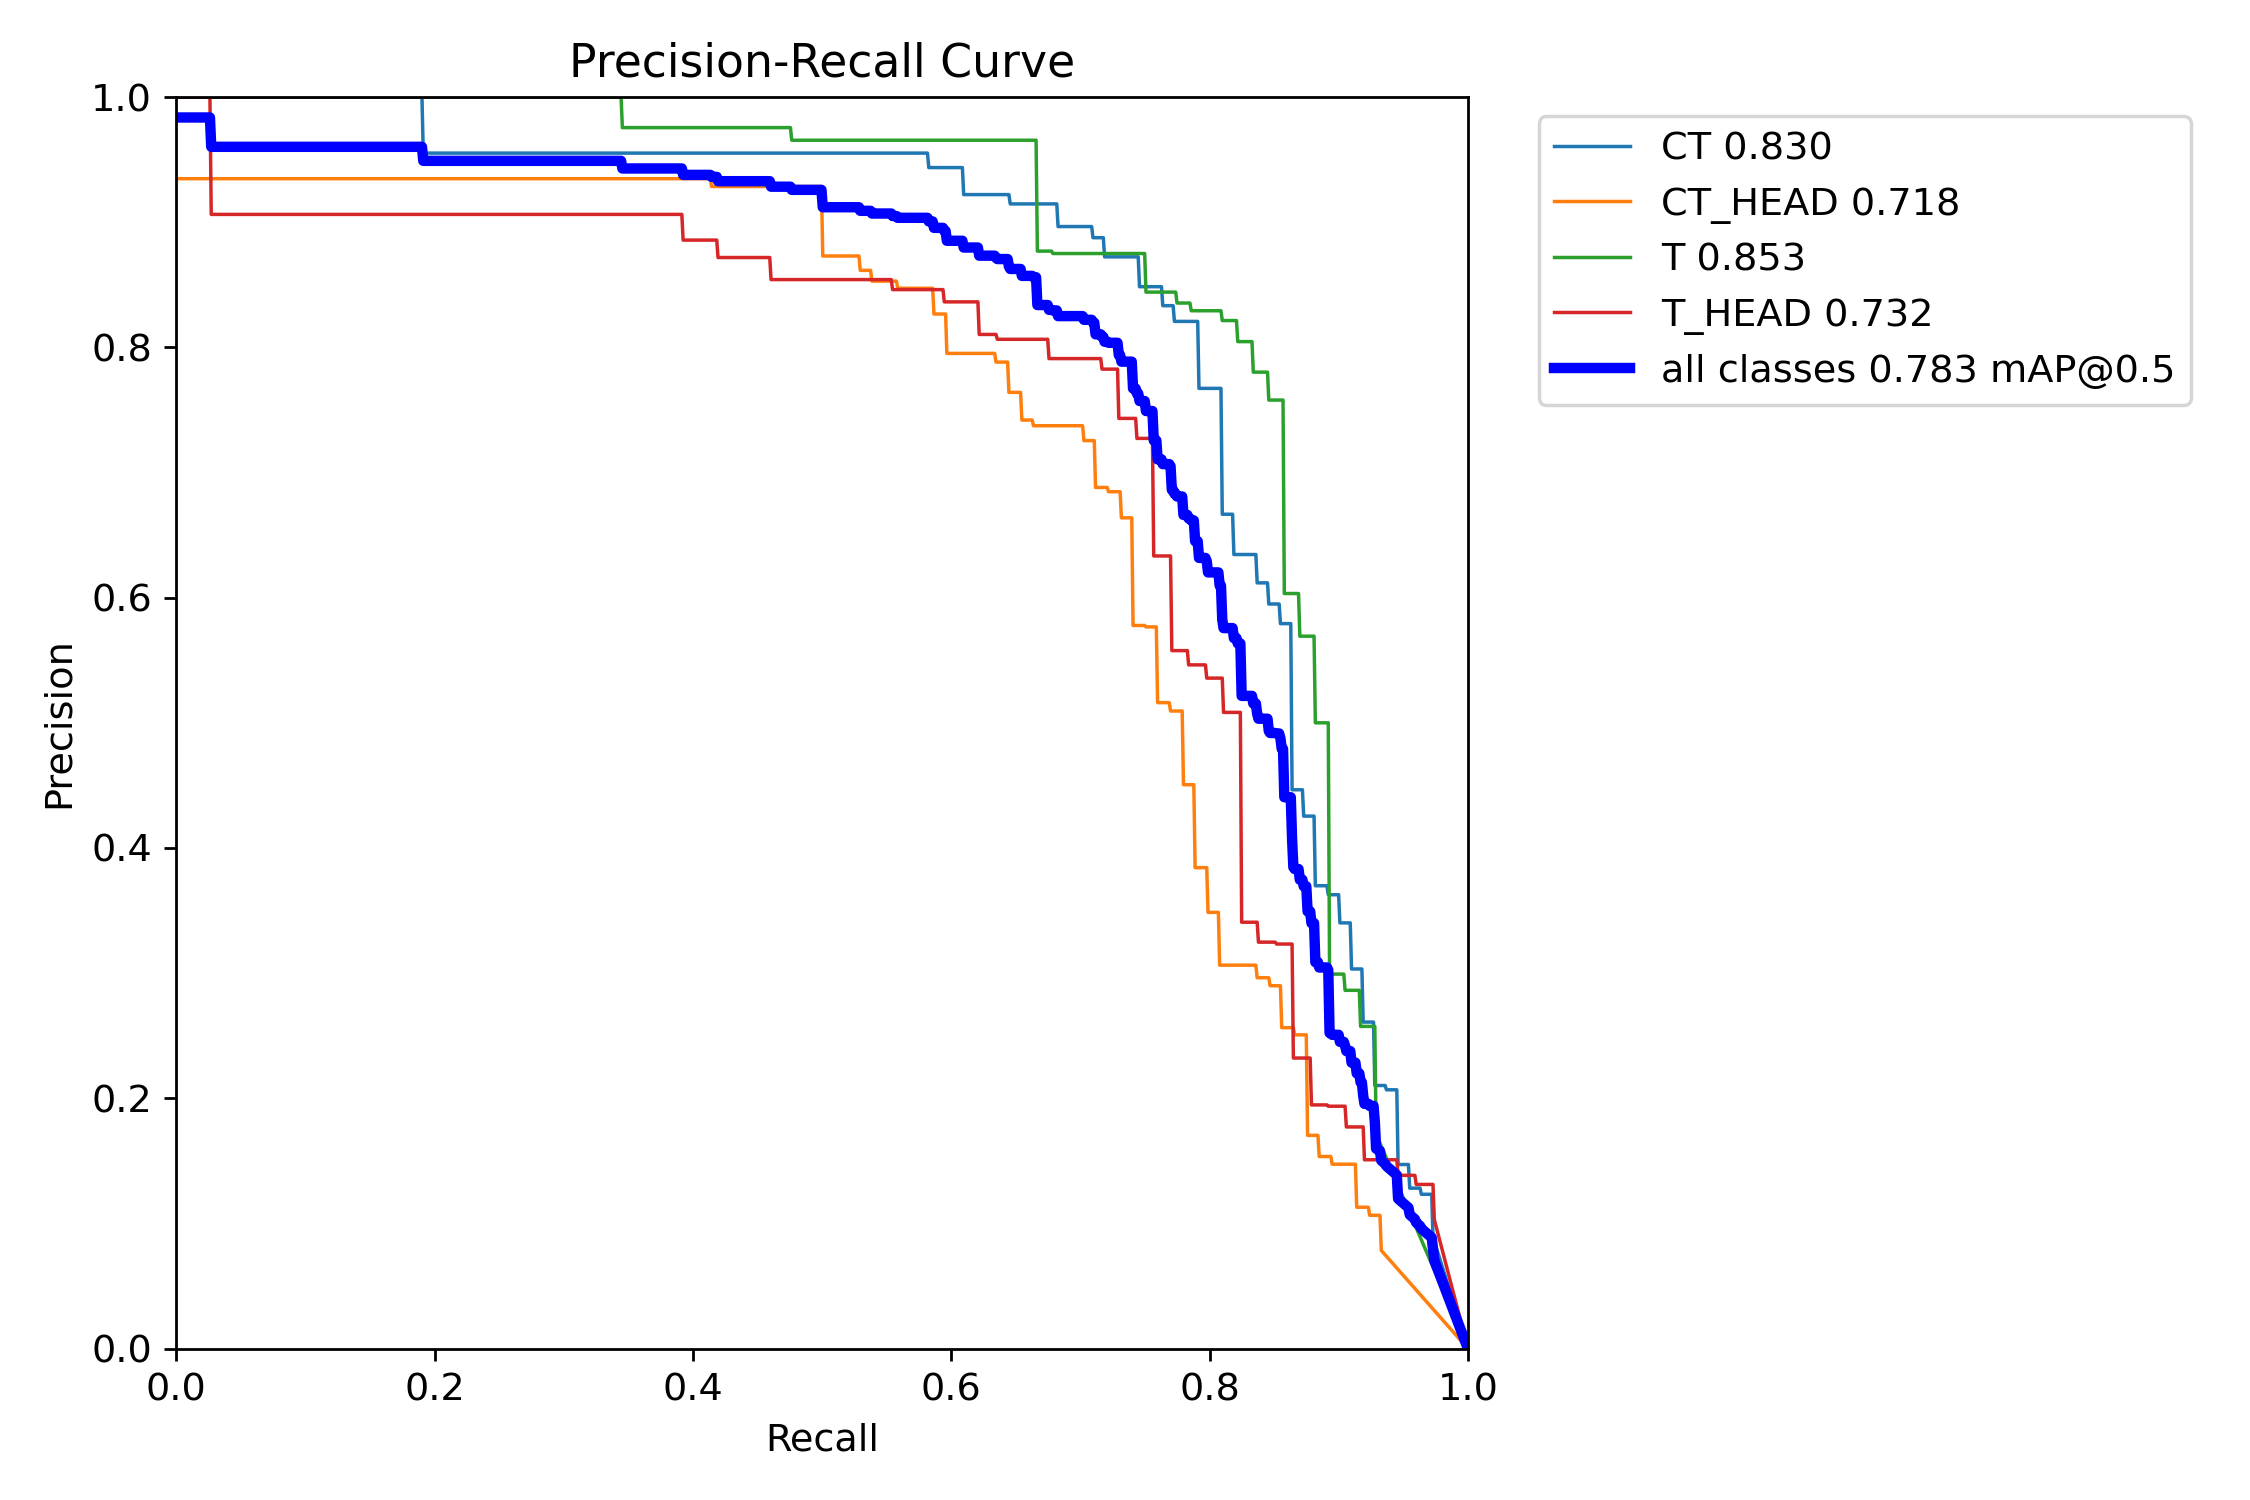 Precision-Recall Curve
1.0
0.8
0.6
0.4
0.2
0.0
Precision
0.0 0.2 0.4 0.6 0.8 1.0
Recall
CT 0.830
CT_HEAD 0.718
T 0.853
T_HEAD 0.732
all classes 0.783 mAP@0.5